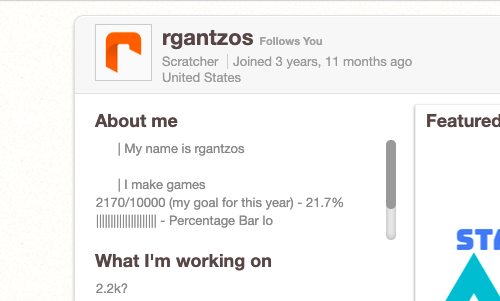 rgantzos Follows You
Scratcher | Joined 3 years, 11 months ago
United States
About me
| My name is rgantzos
| I make games
2170/10000 (my goal for this year) - 21.7%
|||||||||||||||||||| - Percentage Bar lo
What I'm working on
2.2k?
Featured
STA